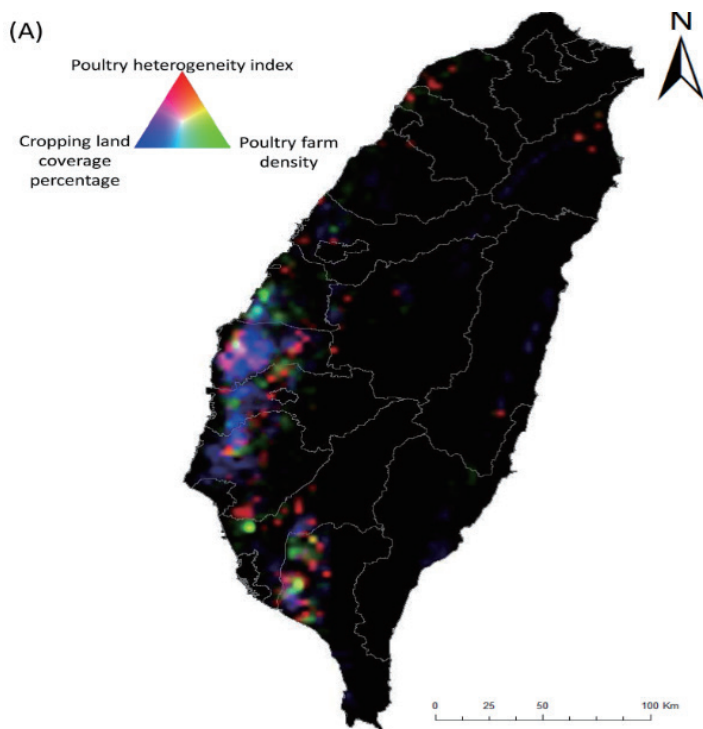 (A)
Poultry heterogeneity index
Cropping land
coverage
percentage
Poultry farm
density
N
0 25 50 100 Km